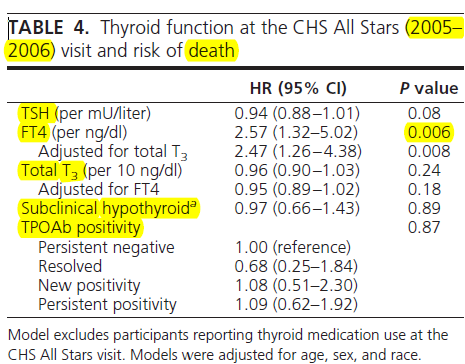 TABLE 4. Thyroid function at the CHS All Stars (2005–
2006) visit and risk of death
HR (95% CI) P value
TSH (per mU/liter) 0.94 (0.88–1.01) 0.08
FT4 (per ng/dl) 2.57 (1.32–5.02) 0.006
Adjusted for total T3 2.47 (1.26–4.38) 0.008
Total T3 (per 10 ng/dl) 0.96 (0.90–1.03) 0.24
Adjusted for FT4 0.95 (0.89–1.02) 0.18
Subclinical hypothyroida 0.97 (0.66–1.43) 0.89
TPOAb positivity 0.87
Persistent negative 1.00 (reference)
Resolved 0.68 (0.25–1.84)
New positivity 1.08 (0.51–2.30)
Persistent positivity 1.09 (0.62–1.92)
Model excludes participants reporting thyroid medication use at the
CHS All Stars visit. Models were adjusted for age, sex, and race.